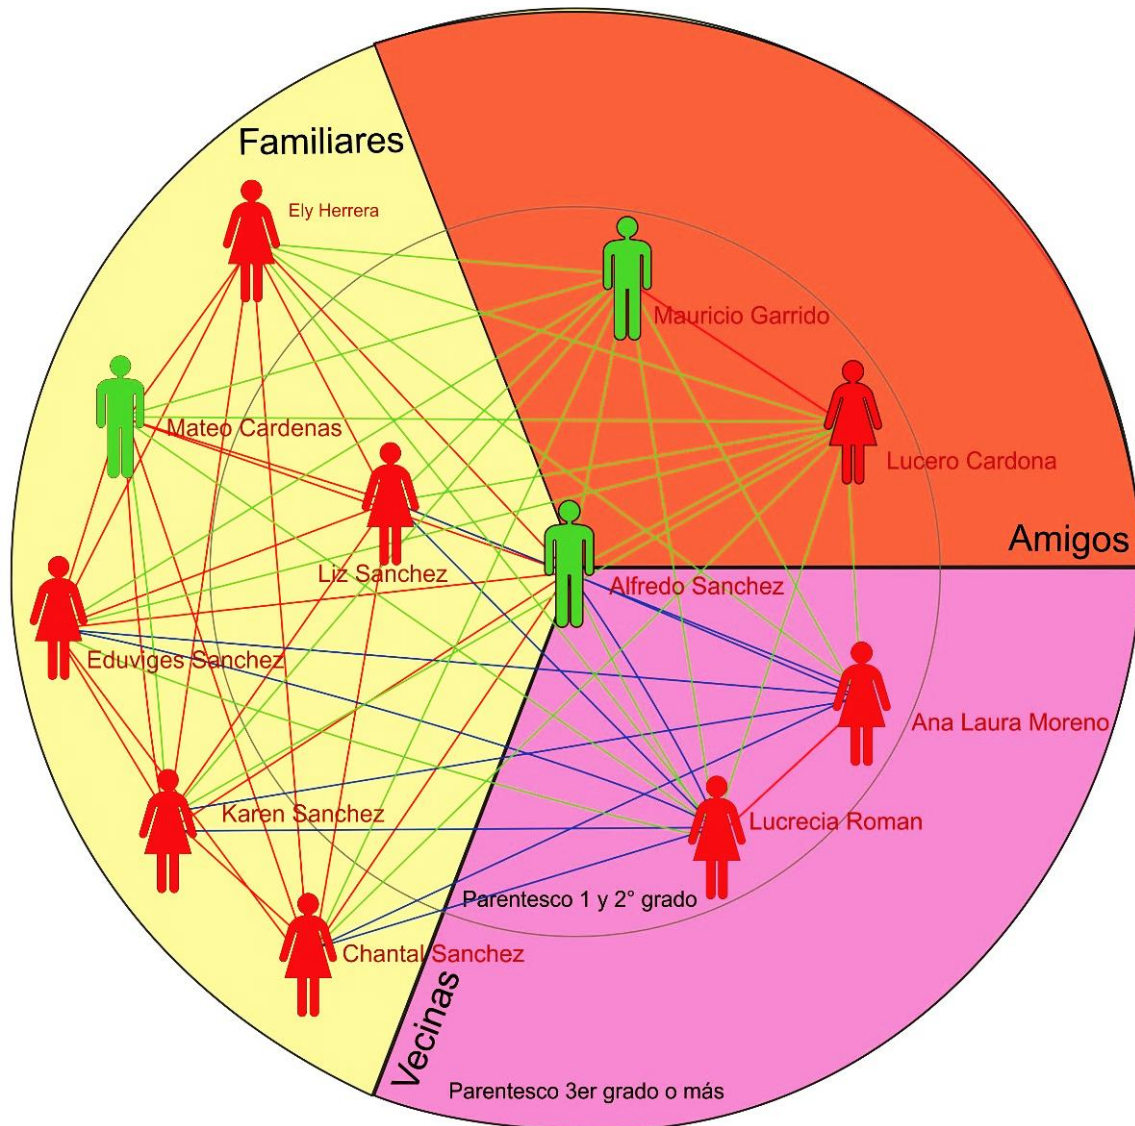 Familiares
Ely Herrera
Mauricio Garrido
Mateo Cardenas
Lucero Cardona
Amigos
Liz Sanchez
Alfredo Sanchez
Eduviges Sanchez
Ana Laura Moreno
Karen Sanchez
Lucrecia Roman
Parentesco 1 y 2° grado
Chantal Sanchez
Vecinas
Parentesco 3er grado o más